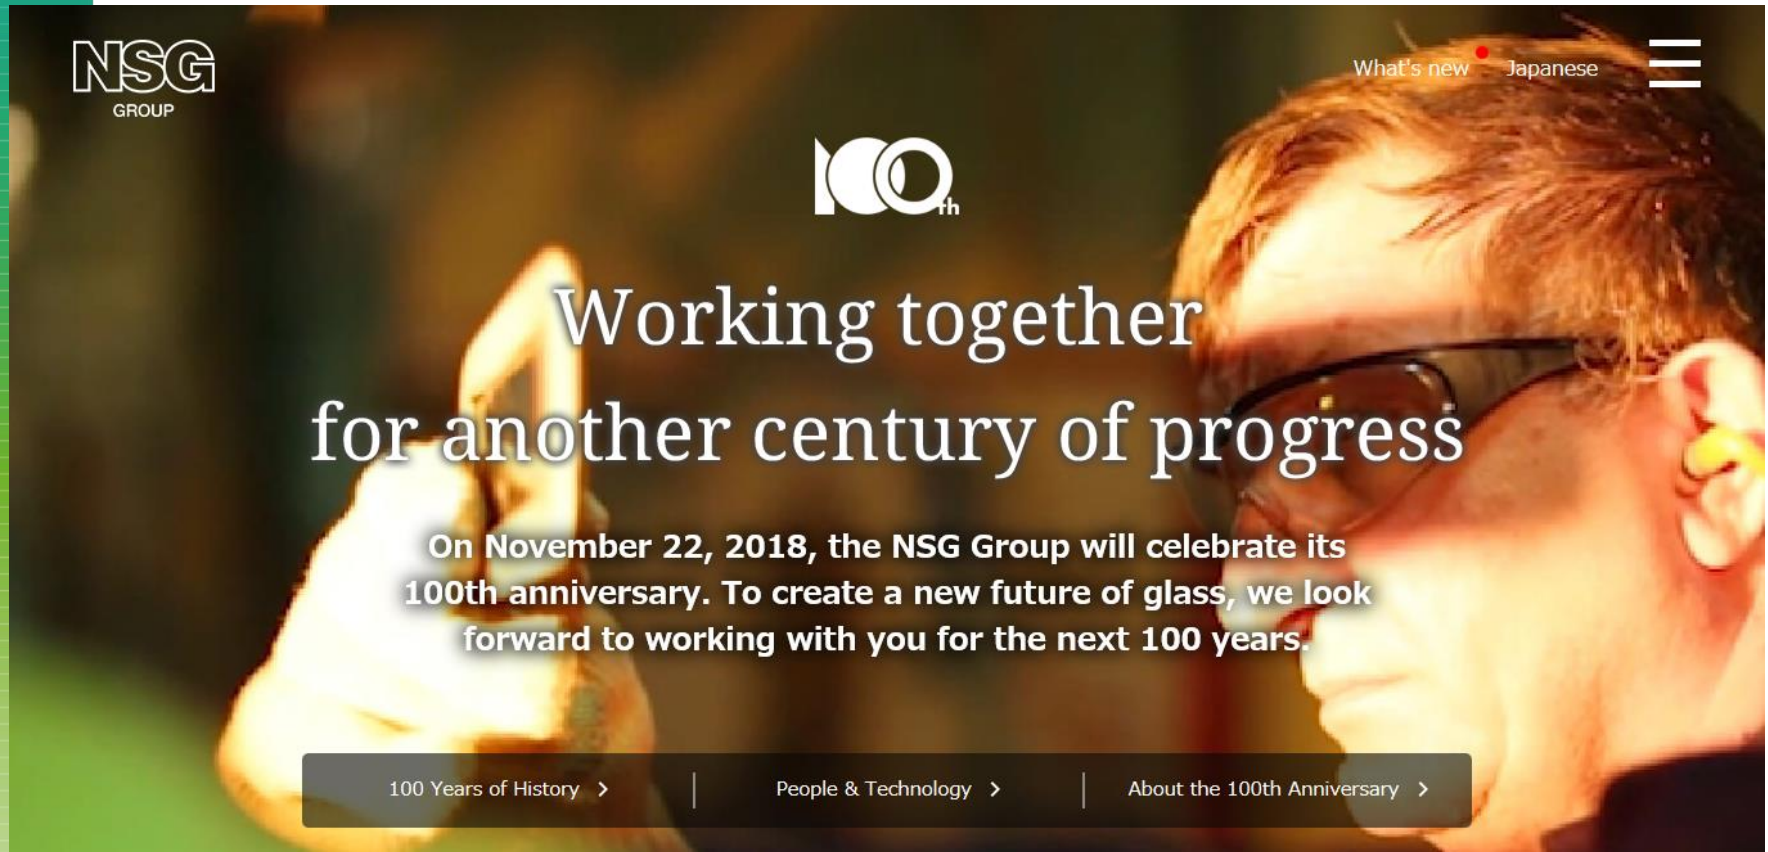 NSG
GROUP
What's new
Japanese
100th
Working together
for another century of progress
On November 22, 2018, the NSG Group will celebrate its
100th anniversary. To create a new future of glass, we look
forward to working with you for the next 100 years.
100 Years of History
People & Technology
About the 100th Anniversary